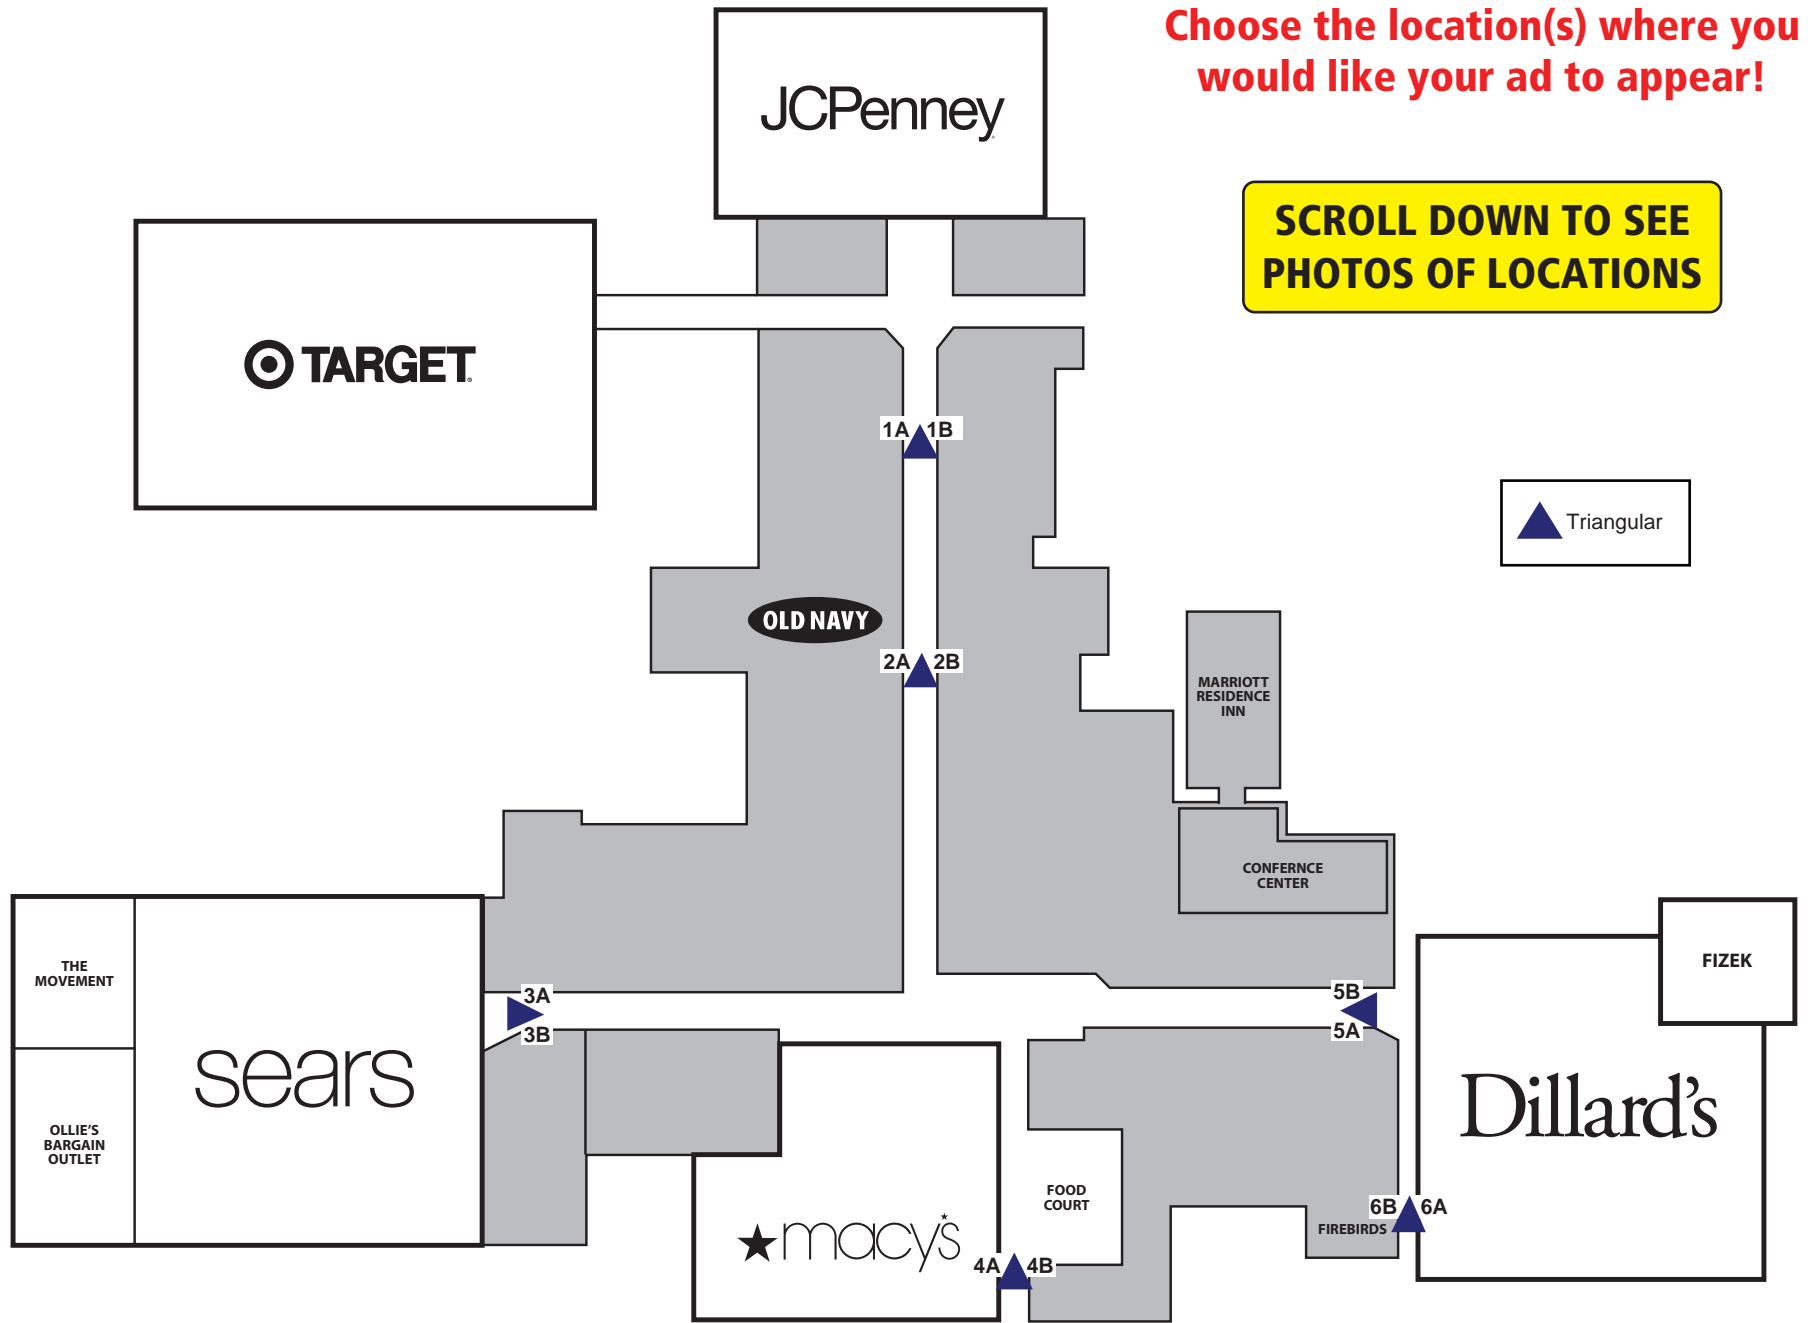 Choose the location(s) where you
would like your ad to appear!
JCPenney
SCROLL DOWN TO SEE
PHOTOS OF LOCATIONS
TARGET
1A 1B
Triangular
OLD NAVY
2A 2B
MARRIOTT
RESIDENCE
INN
CONFERNCE
CENTER
THE
MOVEMENT
FIZEK
3A
3B
5B
5A
sears
OLLIE'S
BARGAIN
OUTLET
Dillard's
FOOD
COURT
6B 6A
FIREBIRDS
macy's
4A 4B